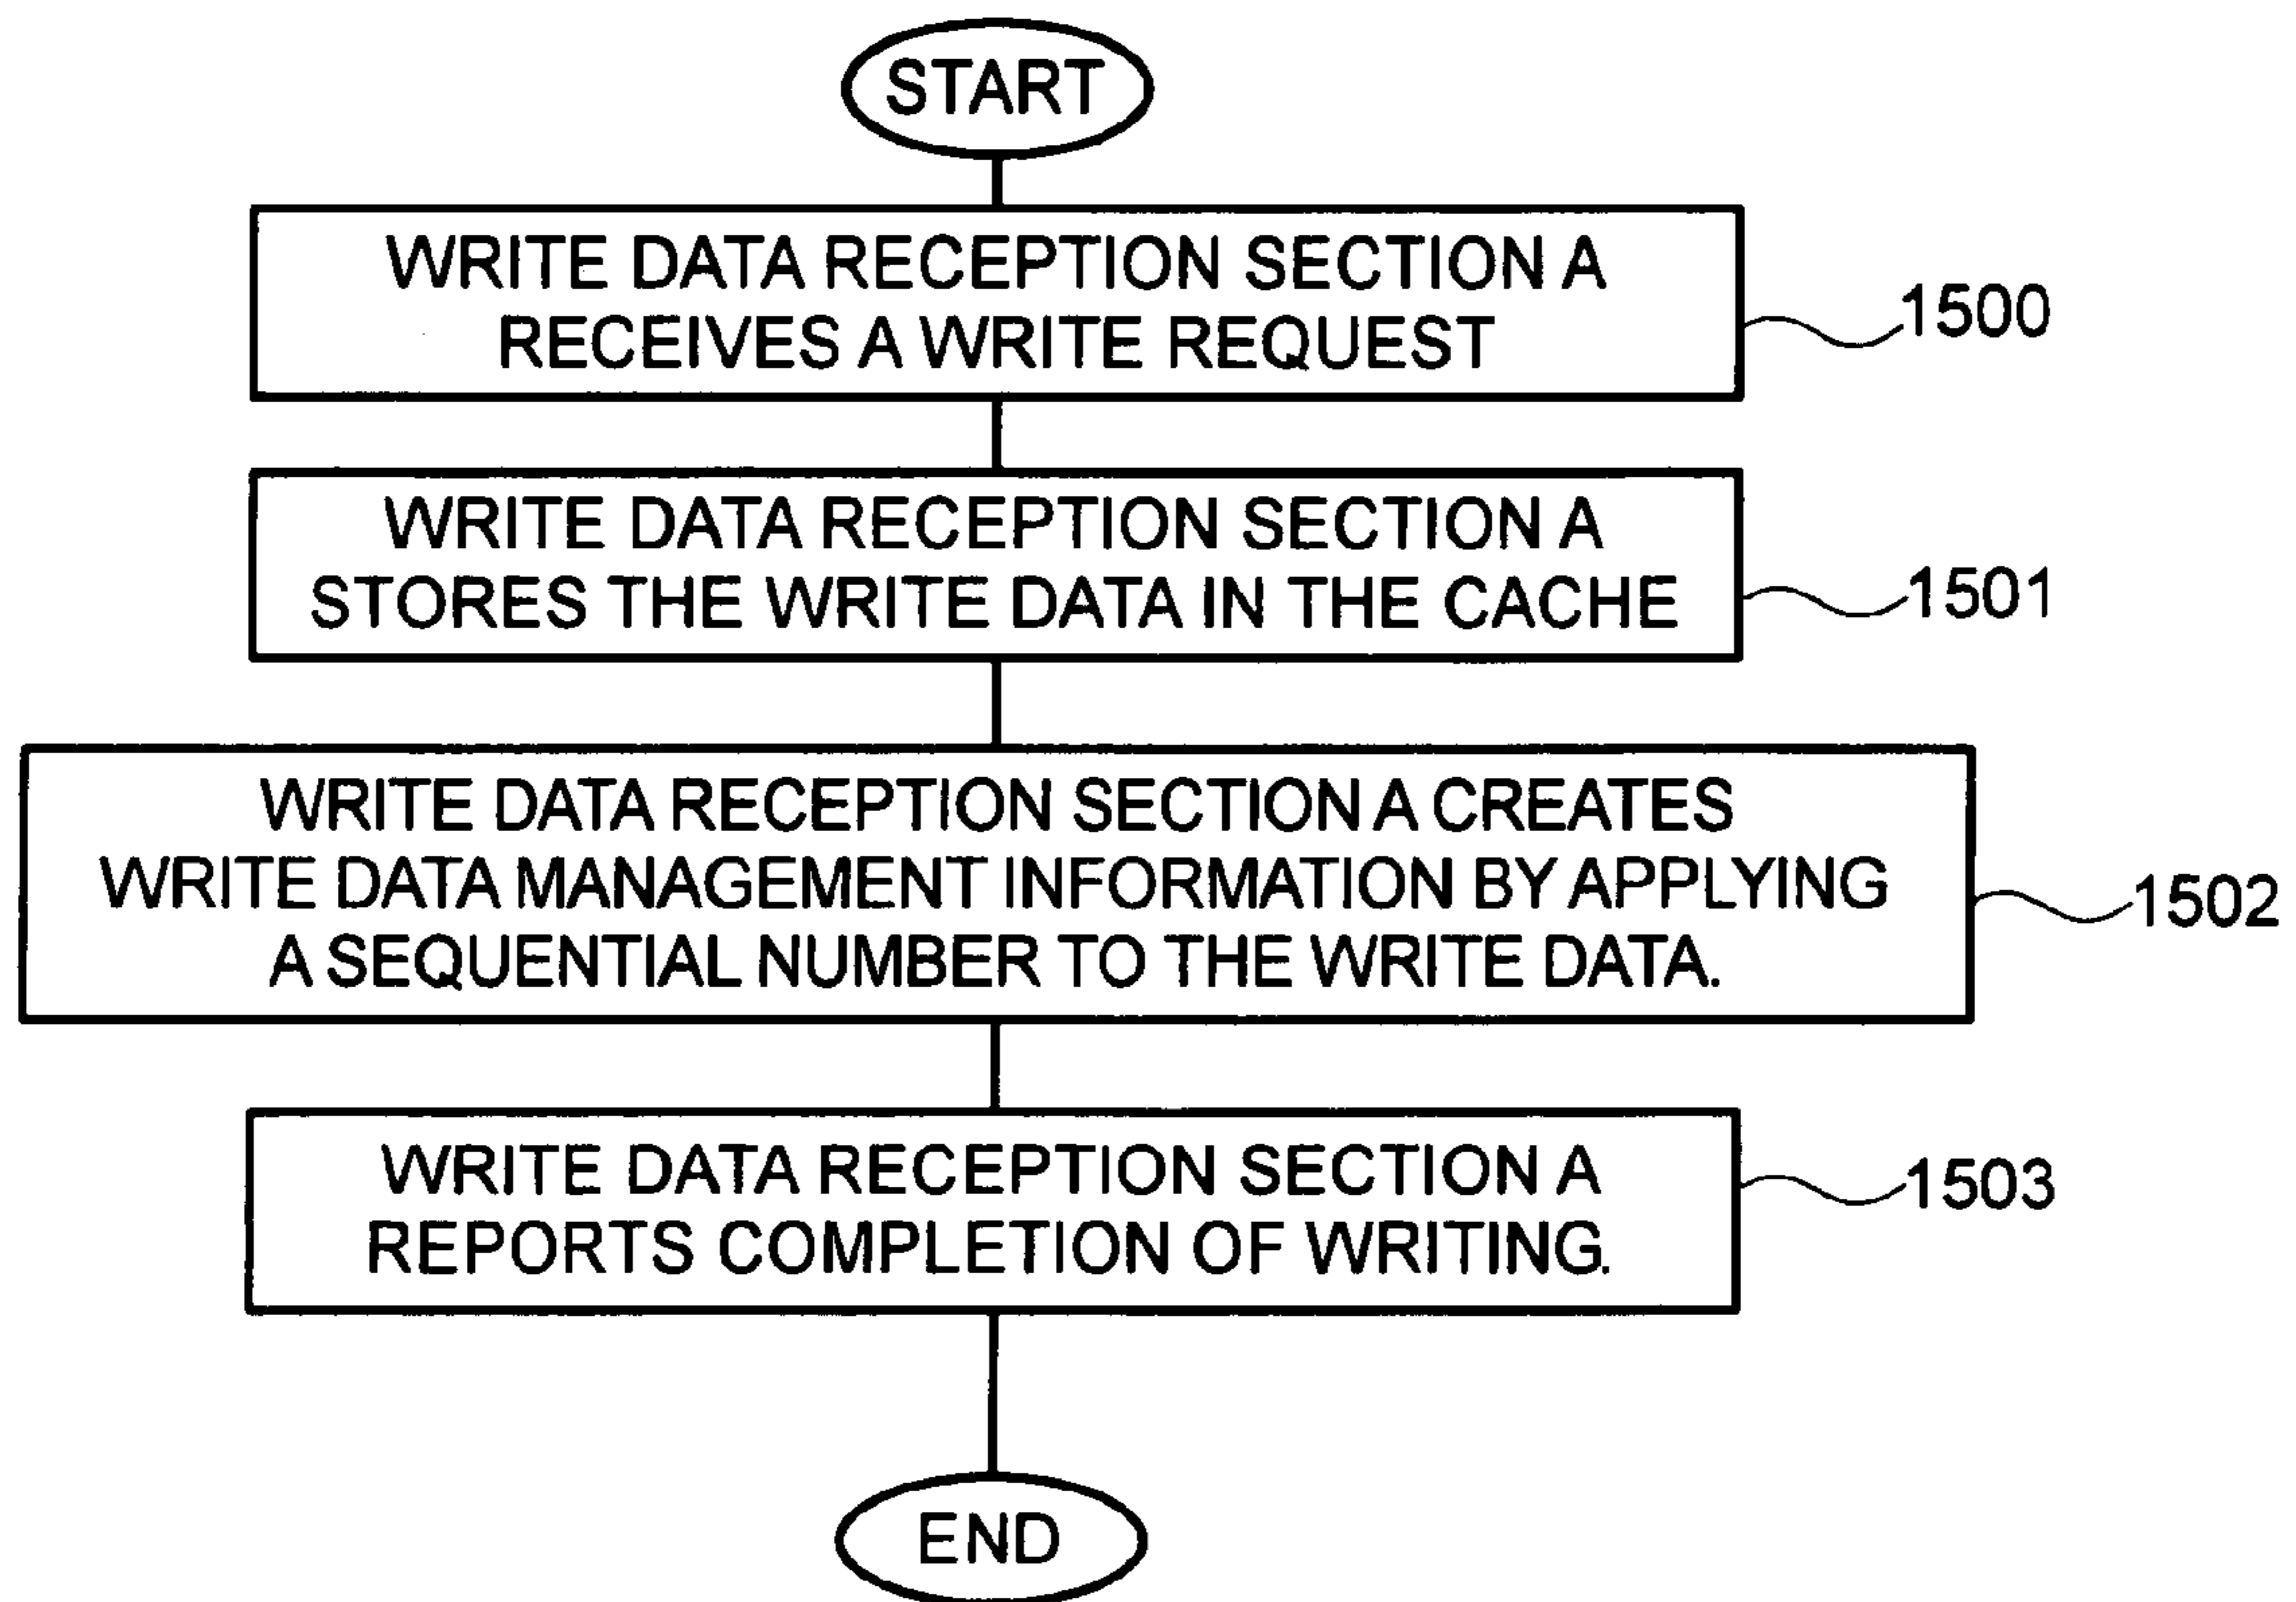 START
WRITE DATA RECEPTION SECTION A
RECEIVES A WRITE REQUEST
1500
WRITE DATA RECEPTION SECTION A
STORES THE WRITE DATA IN THE CACHE
1501
WRITE DATA RECEPTION SECTION A CREATES
WRITE DATA MANAGEMENT INFORMATION BY APPLYING
A SEQUENTIAL NUMBER TO THE WRITE DATA.
1502
WRITE DATA RECEPTION SECTION A
REPORTS COMPLETION OF WRITING.
1503
END